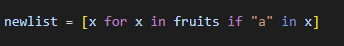 newlist = [x for x in fruits if "a" in x]